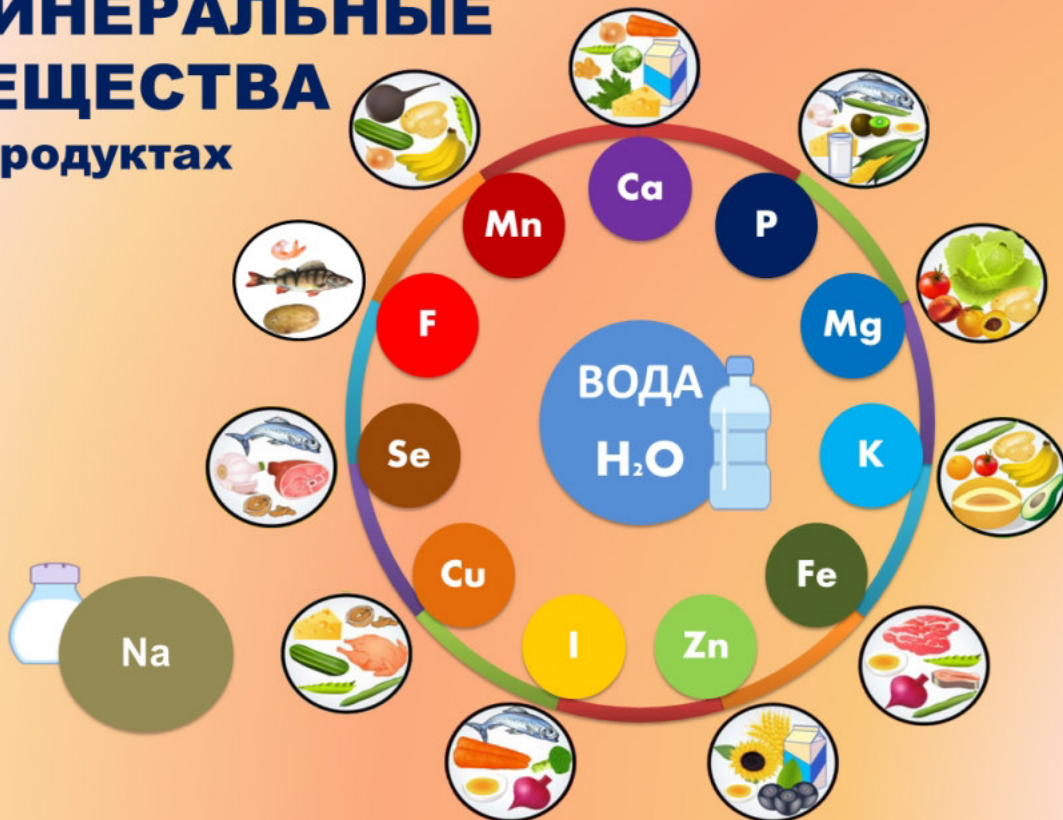 ИНЕРАЛЬНЫЕ
ЕЩЕСТВА
родуктах
Ca
Mn
P
F
Mg
ВОДА
H₂O
Se
K
Cu
Fe
I
Zn
Na